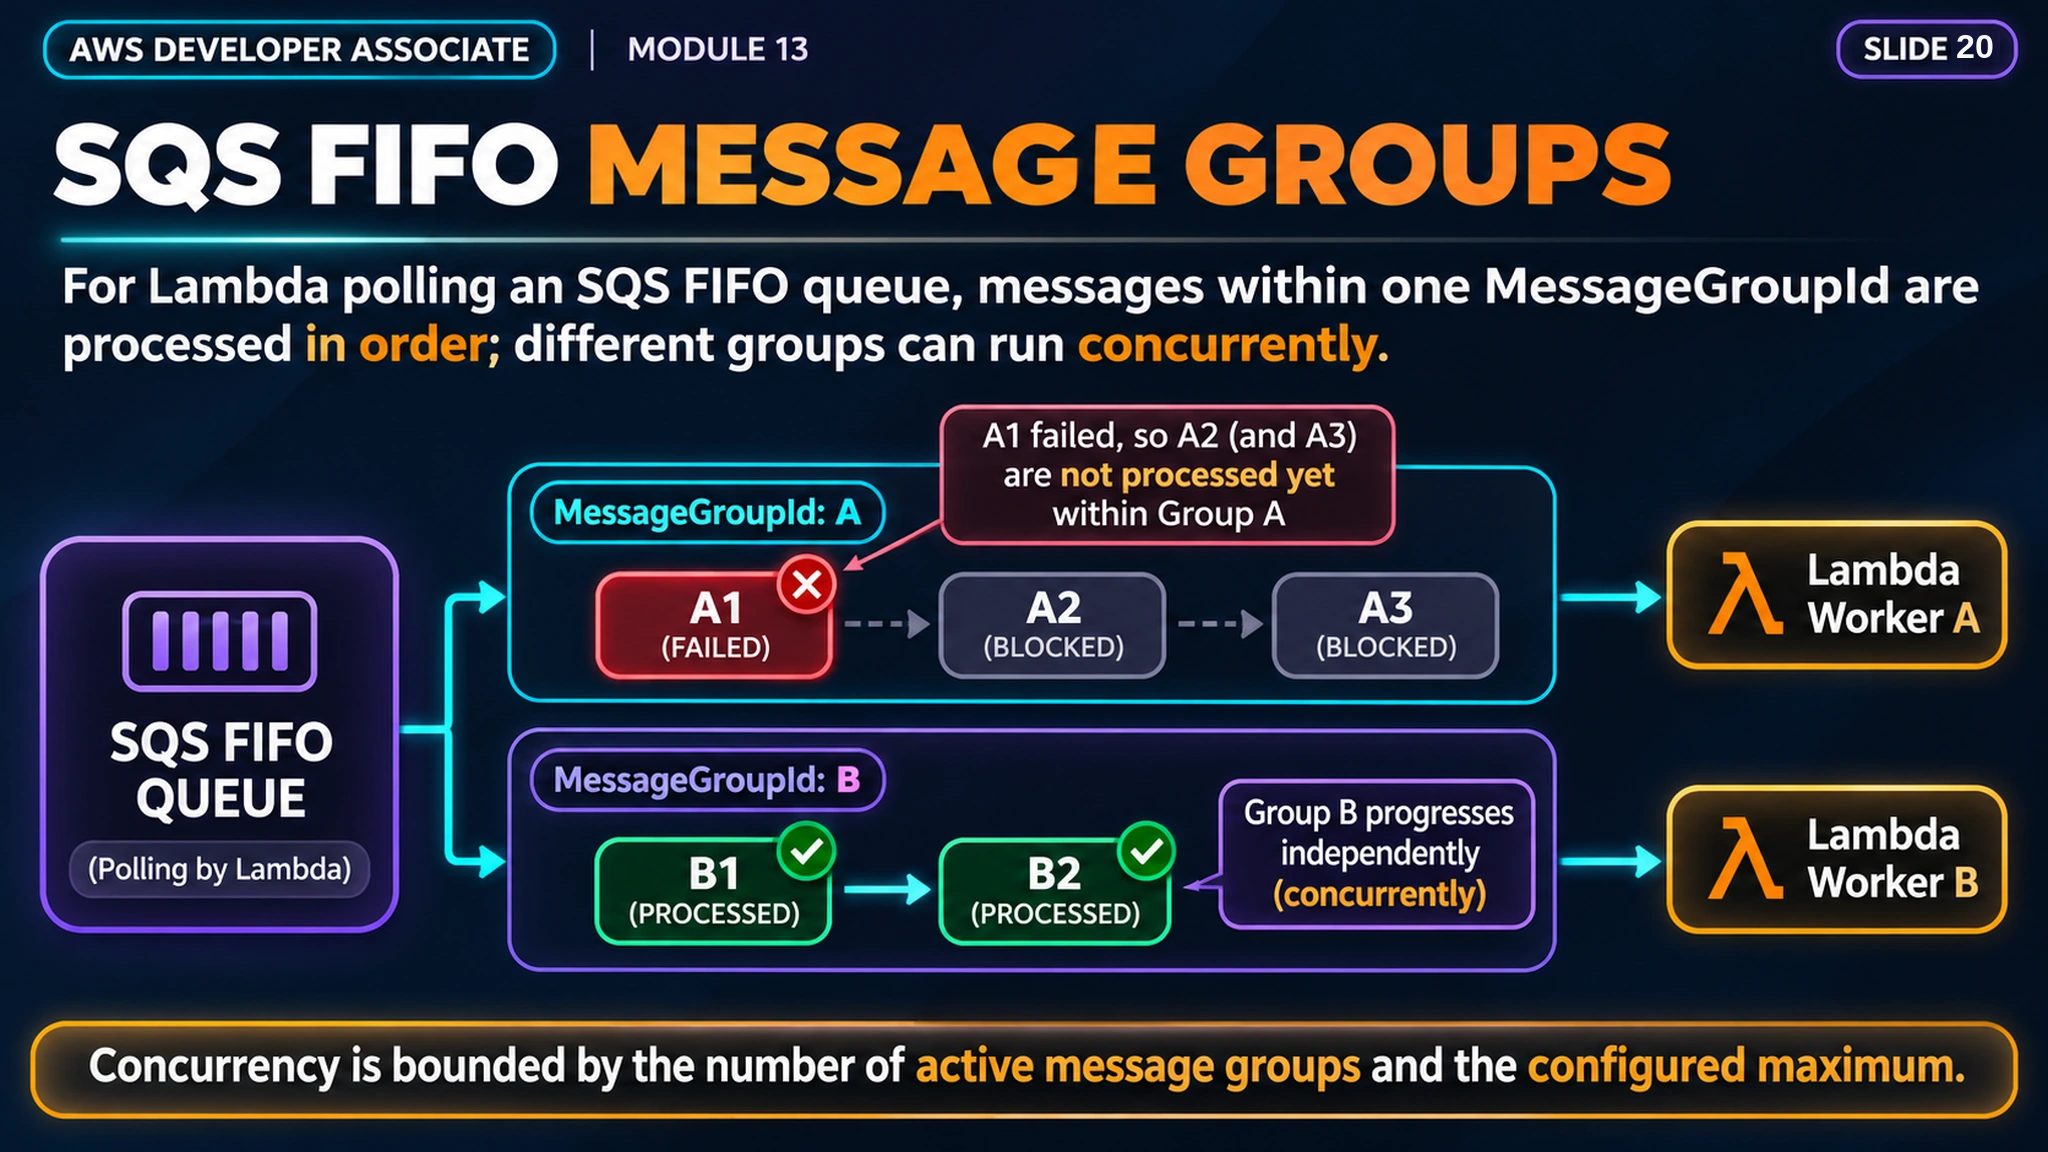 AWS DEVELOPER ASSOCIATE
MODULE 13
SLIDE 20
SQS FIFO MESSAGE GROUPS
For Lambda polling an SQS FIFO queue, messages within one MessageGroupId are
processed in order; different groups can run concurrently.
A1 failed, so A2 (and A3)
are not processed yet
within Group A
MessageGroupId: A
A1
(FAILED)
A2
(BLOCKED)
A3
(BLOCKED)
Lambda
Worker A
SQS FIFO
QUEUE
(Polling by Lambda)
MessageGroupId: B
B1
(PROCESSED)
B2
(PROCESSED)
Group B progresses
independently
(concurrently)
Lambda
Worker B
Concurrency is bounded by the number of active message groups and the configured maximum.